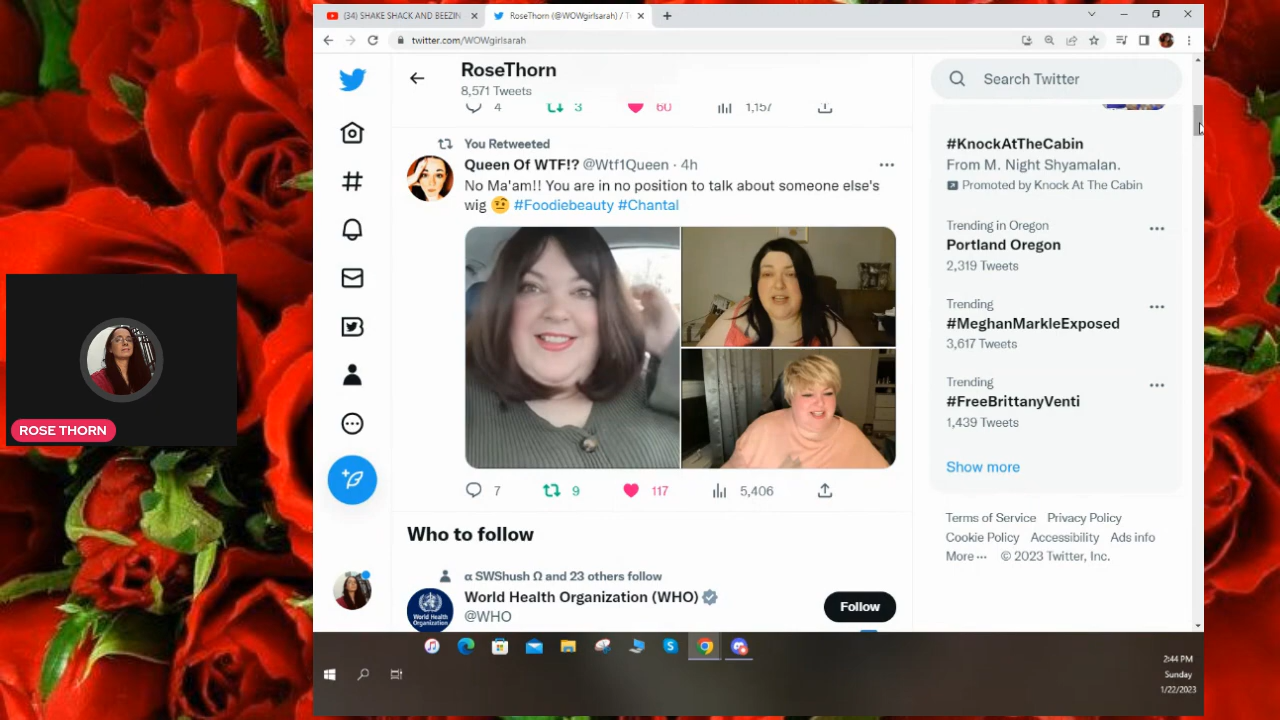 (34) SHAKE SHACK AND BEEZIN
RoseThorn (@WOWgirlsarah) / T
twitter.com/WOWgirlsarah
RoseThorn
8,571 Tweets
Search Twitter
4 3 60 1,157
You Retweeted
Queen Of WTF!? @Wtf1Queen · 4h
No Ma'am!! You are in no position to talk about someone else's
wig 🤨 #Foodiebeauty #Chantal
7 9 117 5,406
Who to follow
α SWShush Ω and 23 others follow
World Health Organization (WHO)
@WHO
Follow
World Health
Organization
#KnockAtTheCabin
From M. Night Shyamalan.
Promoted by Knock At The Cabin
Trending in Oregon
Portland Oregon
2,319 Tweets
Trending
#MeghanMarkleExposed
3,617 Tweets
Trending
#FreeBrittanyVenti
1,439 Tweets
Show more
Terms of Service Privacy Policy
Cookie Policy Accessibility Ads info
More ··· © 2023 Twitter, Inc.
ROSE THORN
2:44 PM
Sunday
1/22/2023